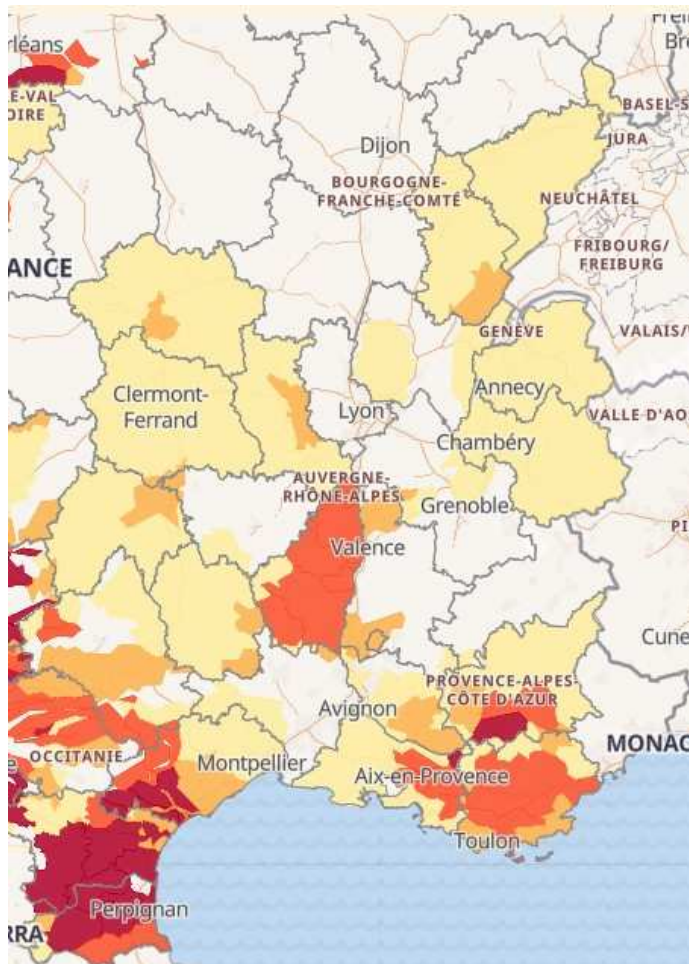 rléans
E-VAL
OIRE
BASEL-S
Dijon
JURA
BOURGOGNE-
FRANCHE-COMTÉ
NEUCHÂTEL
FRIBOURG/
FREIBURG
ANCE
GENÈVE
VALAIS/
Clermont-
Ferrand
Annecy
Lyon
VALLE D'AO
Chambéry
AUVERGNE-
RHÔNE-ALPES
Grenoble
PI
Valence
Cune
PROVENCE-ALPES-
CÔTE D'AZUR
Avignon
MONAC
OCCITANIE
Montpellier
Aix-en-Provence
Toulon
Perpignan
RRA